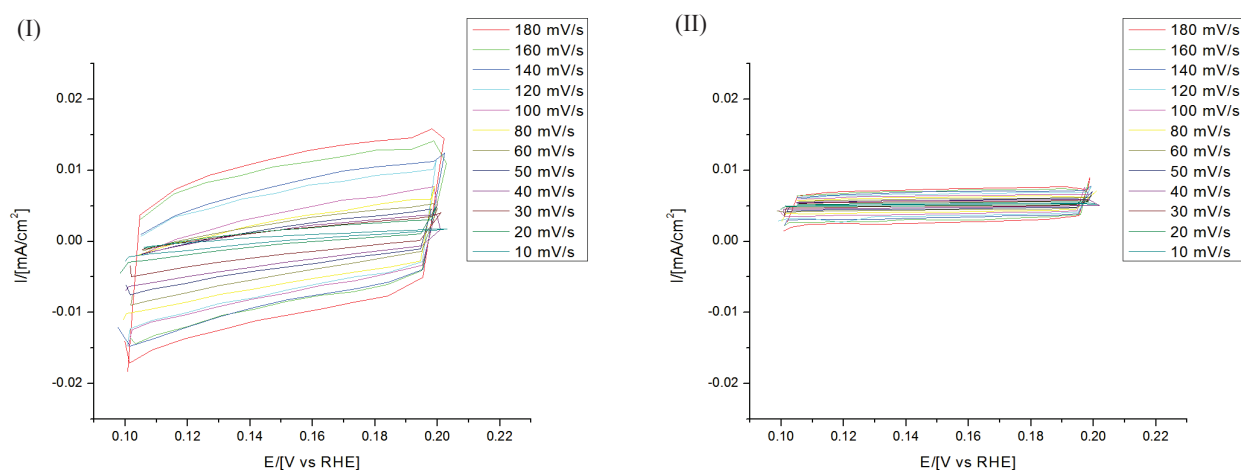 (I)
180 mV/s
160 mV/s
140 mV/s
120 mV/s
100 mV/s
80 mV/s
60 mV/s
50 mV/s
40 mV/s
30 mV/s
20 mV/s
10 mV/s
0.02
0.01
0.00
-0.01
-0.02
I/[mA/cm²]
0.10 0.12 0.14 0.16 0.18 0.20 0.22
E/[V vs RHE]
(II)
180 mV/s
160 mV/s
140 mV/s
120 mV/s
100 mV/s
80 mV/s
60 mV/s
50 mV/s
40 mV/s
30 mV/s
20 mV/s
10 mV/s
0.02
0.01
0.00
-0.01
-0.02
I/[mA/cm²]
0.10 0.12 0.14 0.16 0.18 0.20 0.22
E/[V vs RHE]